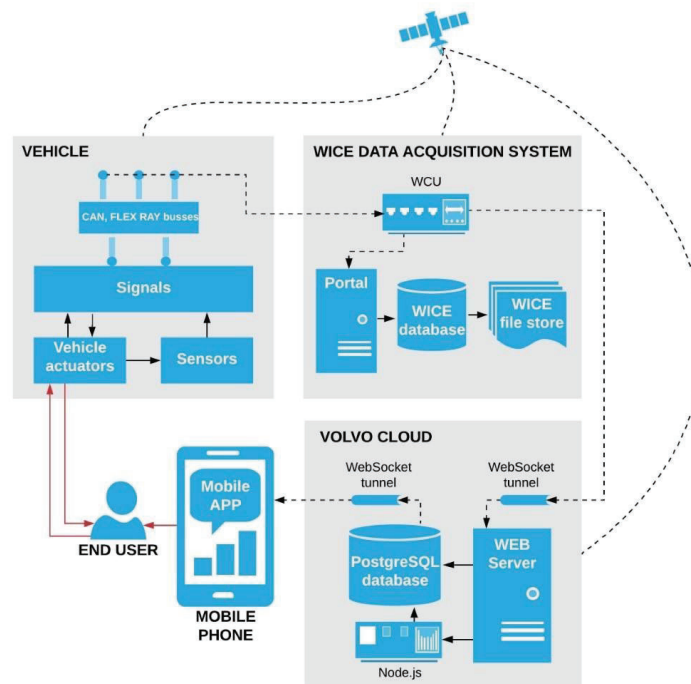 VEHICLE
CAN, FLEX RAY busses
Signals
Vehicle
actuators
Sensors
WICE DATA ACQUISITION SYSTEM
WCU
Portal
WICE
database
WICE
file store
VOLVO CLOUD
WebSocket
tunnel
WebSocket
tunnel
PostgreSQL
database
WEB
Server
Node.js
Mobile
APP
MOBILE
PHONE
END USER